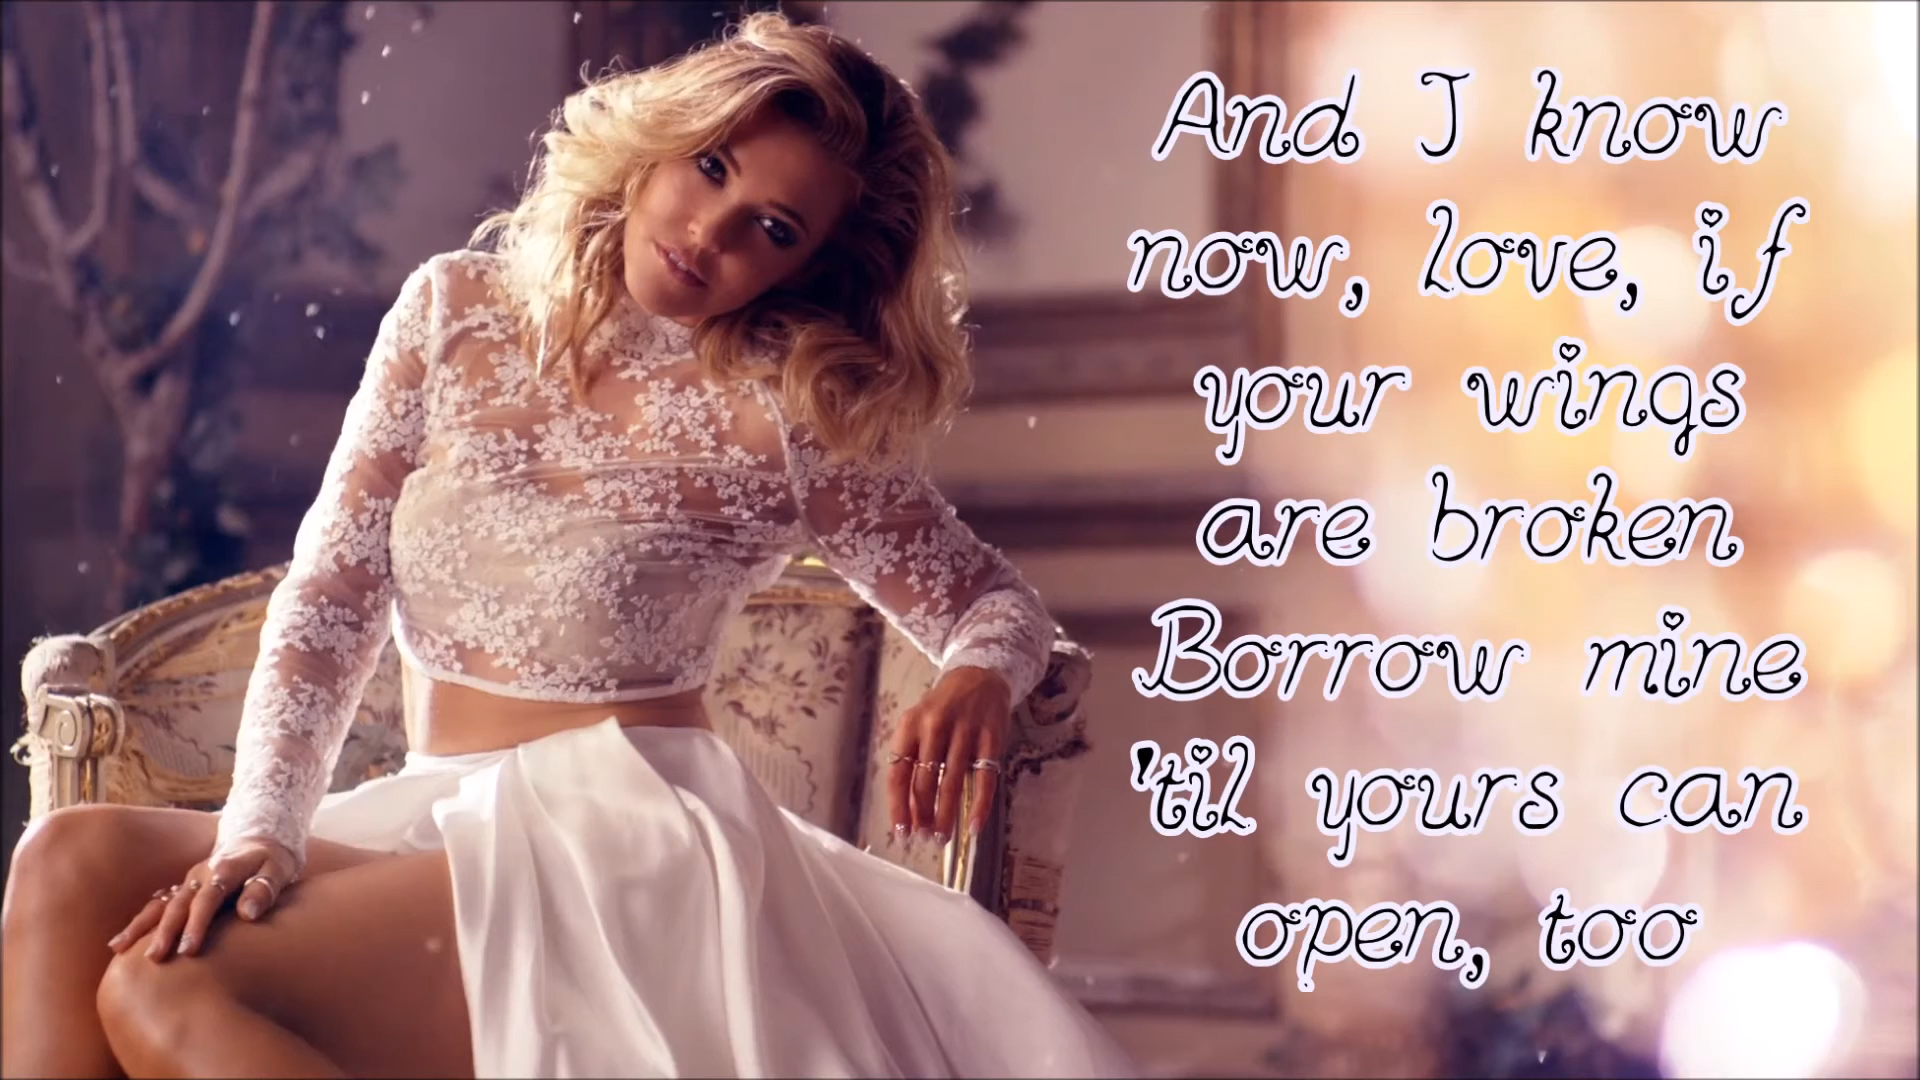 And I know
now, love, if
your wings
are broken
Borrow mine
'til yours can
open, too